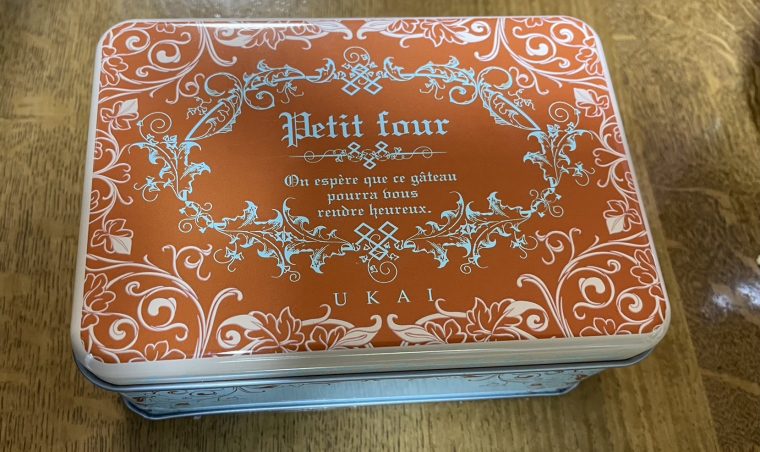 Petit four
On espère que ce gâteau
pourra vous
rendre heureux.
UKAI